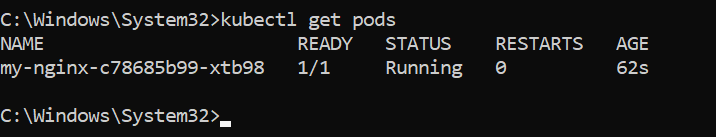 C:\Windows\System32>kubectl get pods
NAME READY STATUS RESTARTS AGE
my-nginx-c78685b99-xtb98 1/1 Running 0 62s
C:\Windows\System32>